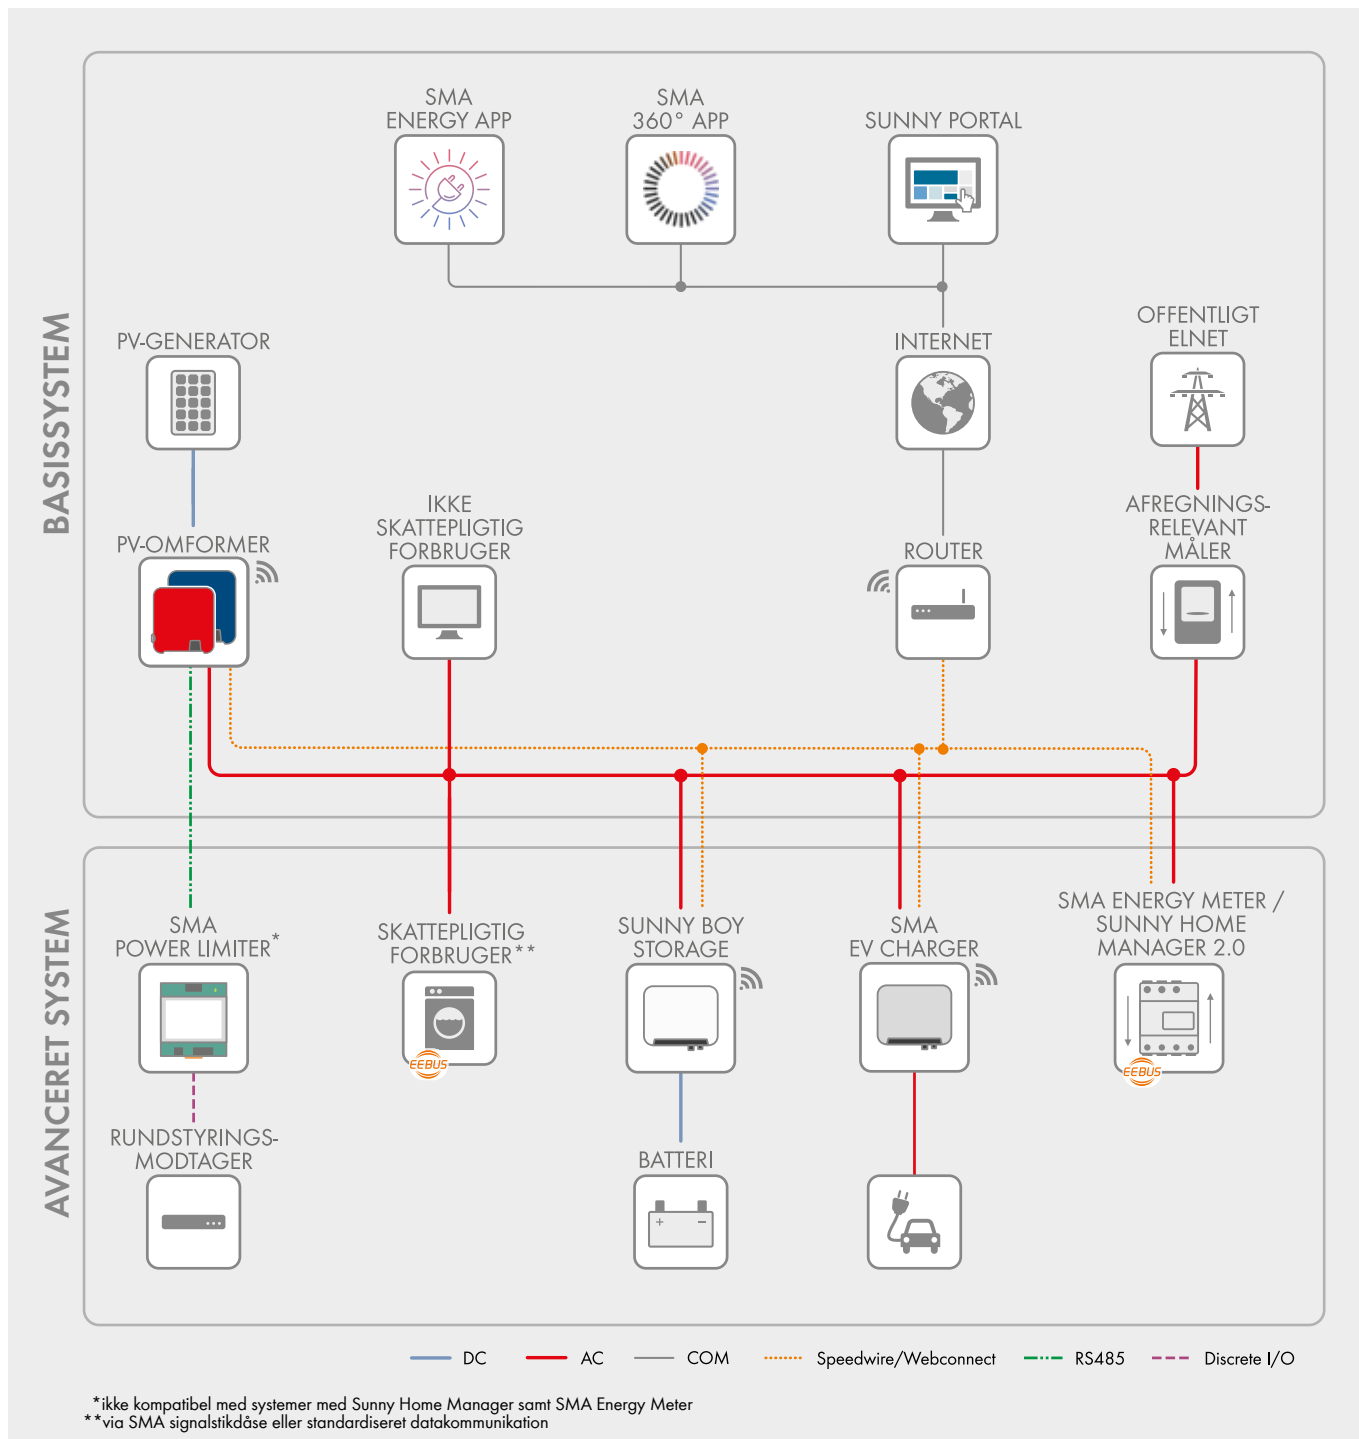 BASISSYSTEM
SMA
ENERGY APP
SMA
360° APP
SUNNY PORTAL
PV-GENERATOR
INTERNET
OFFENTLIGT
ELNET
PV-OMFORMER
IKKE
SKATTEPLIGTIG
FORBRUGER
ROUTER
AFREGNINGS-
RELEVANT
MÅLER
AVANCERET SYSTEM
SMA
POWER LIMITER*
SKATTEPLIGTIG
FORBRUGER**
EEBUS
SUNNY BOY
STORAGE
SMA
EV CHARGER
SMA ENERGY METER /
SUNNY HOME
MANAGER 2.0
EEBUS
RUNDSTYRINGS-
MODTAGER
BATTERI
+ −
DC AC COM Speedwire/Webconnect RS485 Discrete I/O
*ikke kompatibel med systemer med Sunny Home Manager samt SMA Energy Meter
**via SMA signalstikdåse eller standardiseret datakommunikation